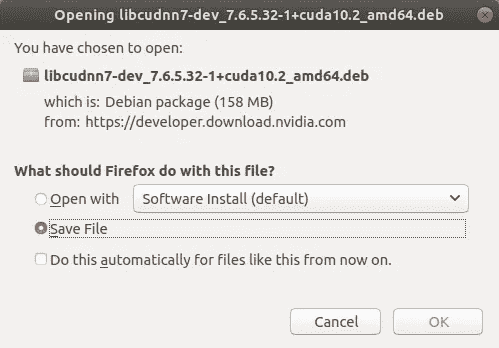 Opening libcudnn7-dev_7.6.5.32-1+cuda10.2_amd64.deb
You have chosen to open:
libcudnn7-dev_7.6.5.32-1+cuda10.2_amd64.deb
which is: Debian package (158 MB)
from: https://developer.download.nvidia.com
What should Firefox do with this file?
Open with Software Install (default)
Save File
Do this automatically for files like this from now on.
Cancel OK